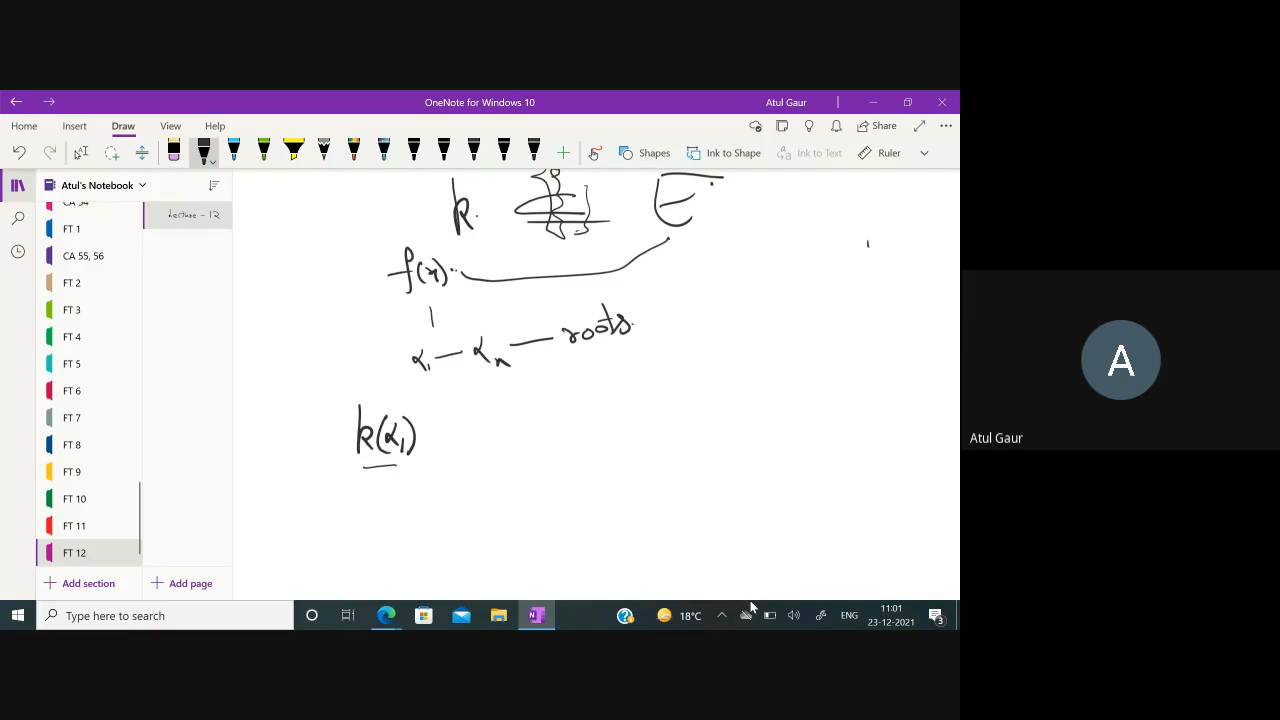 OneNote for Windows 10
Atul Gaur
Home Insert Draw View Help
Share
Shapes
Ink to Shape
Ink to Text
Ruler
Atul's Notebook
CA 54
FT 1
CA 55, 56
FT 2
FT 3
FT 4
FT 5
FT 6
FT 7
FT 8
FT 9
FT 10
FT 11
FT 12
Lecture - 12
Add section
Add page
k E
f(x)
α₁ — αₙ — roots.
k(α₁)
A
Atul Gaur
Type here to search
18°C
ENG
11:01
23-12-2021
3